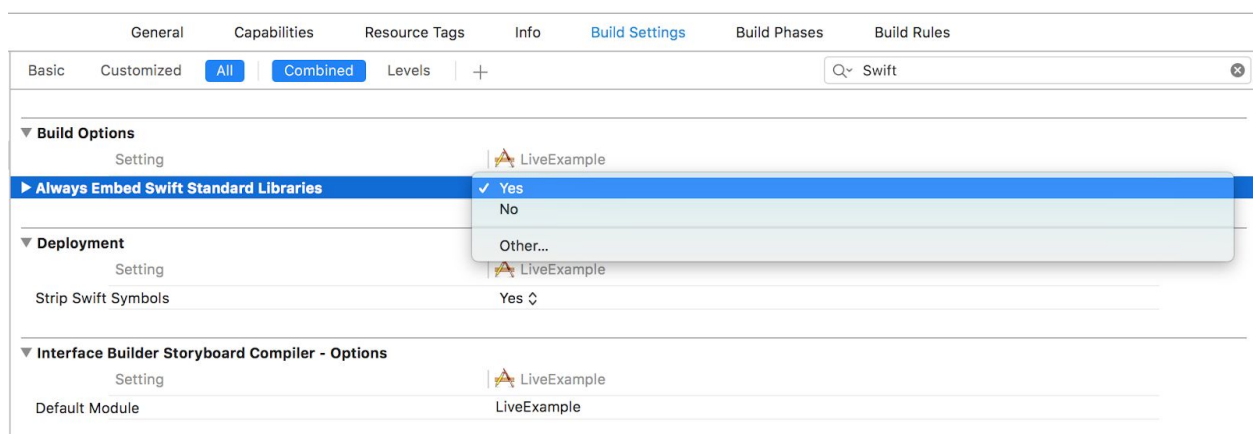 General Capabilities Resource Tags Info Build Settings Build Phases Build Rules
Basic Customized All Combined Levels + Swift
Build Options
Setting LiveExample
Always Embed Swift Standard Libraries ✓ Yes
No
Other...
Deployment
Setting LiveExample
Strip Swift Symbols Yes
Interface Builder Storyboard Compiler - Options
Setting LiveExample
Default Module LiveExample